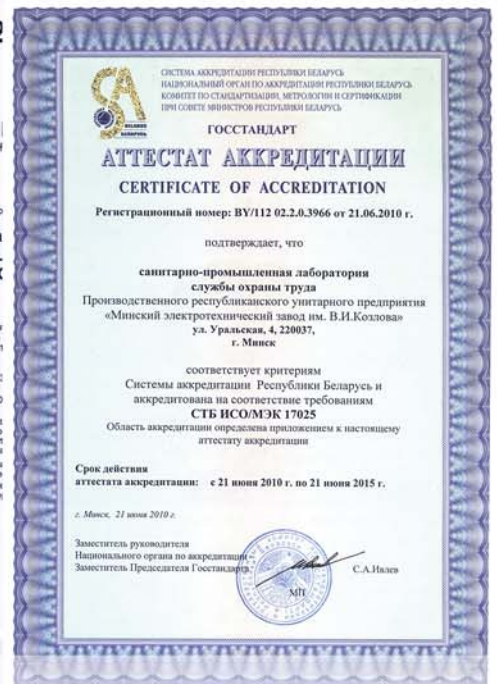 СИСТЕМА АККРЕДИТАЦИИ РЕСПУБЛИКИ БЕЛАРУСЬ
НАЦИОНАЛЬНЫЙ ОРГАН ПО АККРЕДИТАЦИИ РЕСПУБЛИКИ БЕЛАРУСЬ
КОМИТЕТ ПО СТАНДАРТИЗАЦИИ, МЕТРОЛОГИИ И СЕРТИФИКАЦИИ
ПРИ СОВЕТЕ МИНИСТРОВ РЕСПУБЛИКИ БЕЛАРУСЬ
BELARUS
БЕЛАРУСЬ
ГОССТАНДАРТ
АТТЕСТАТ АККРЕДИТАЦИИ
CERTIFICATE OF ACCREDITATION
Регистрационный номер: BY/112 02.2.0.3966 от 21.06.2010 г.
подтверждает, что
санитарно-промышленная лаборатория
службы охраны труда
Производственного республиканского унитарного предприятия
«Минский электротехнический завод им. В.И.Козлова»
ул. Уральская, 4, 220037,
г. Минск
соответствует критериям
Системы аккредитации Республики Беларусь и
аккредитована на соответствие требованиям
СТБ ИСО/МЭК 17025
Область аккредитации определена приложением к настоящему
аттестату аккредитации
Срок действия
аттестата аккредитации: с 21 июня 2010 г. по 21 июня 2015 г.
г. Минск, 21 июня 2010 г.
Заместитель руководителя
Национального органа по аккредитации-
Заместитель Председателя Госстандарта
С.А.Ивлев
МП